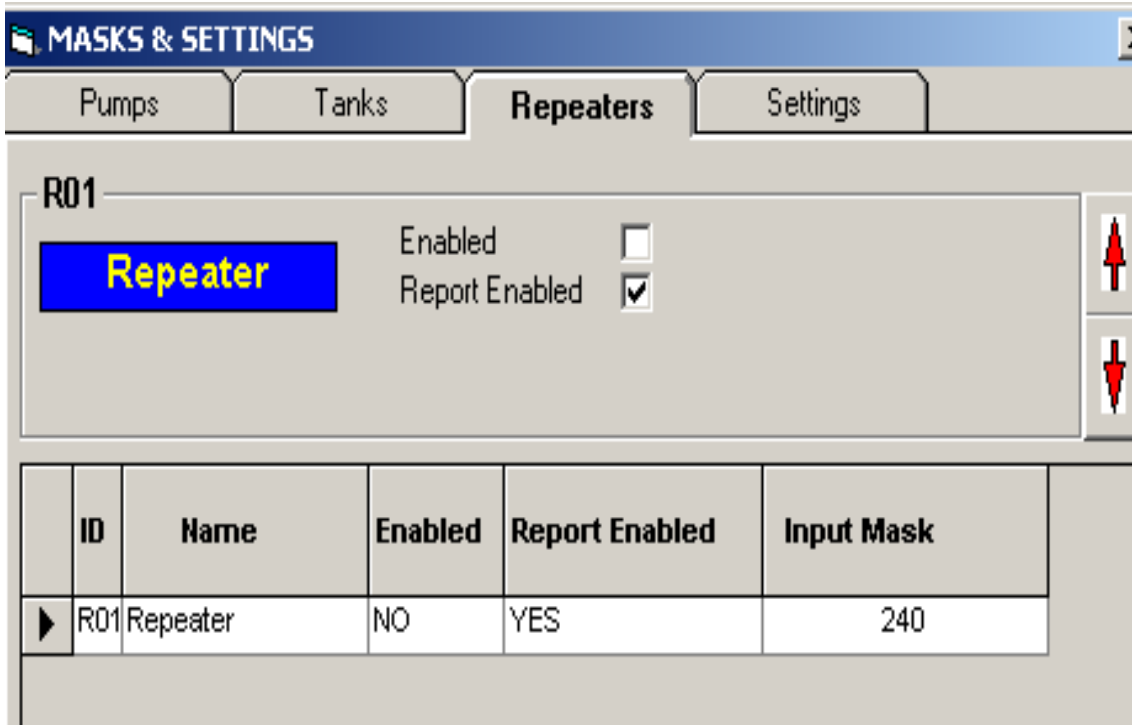 MASKS & SETTINGS
Pumps Tanks Repeaters Settings
R01
Repeater
Enabled
Report Enabled
ID Name Enabled Report Enabled Input Mask
R01 Repeater NO YES 240